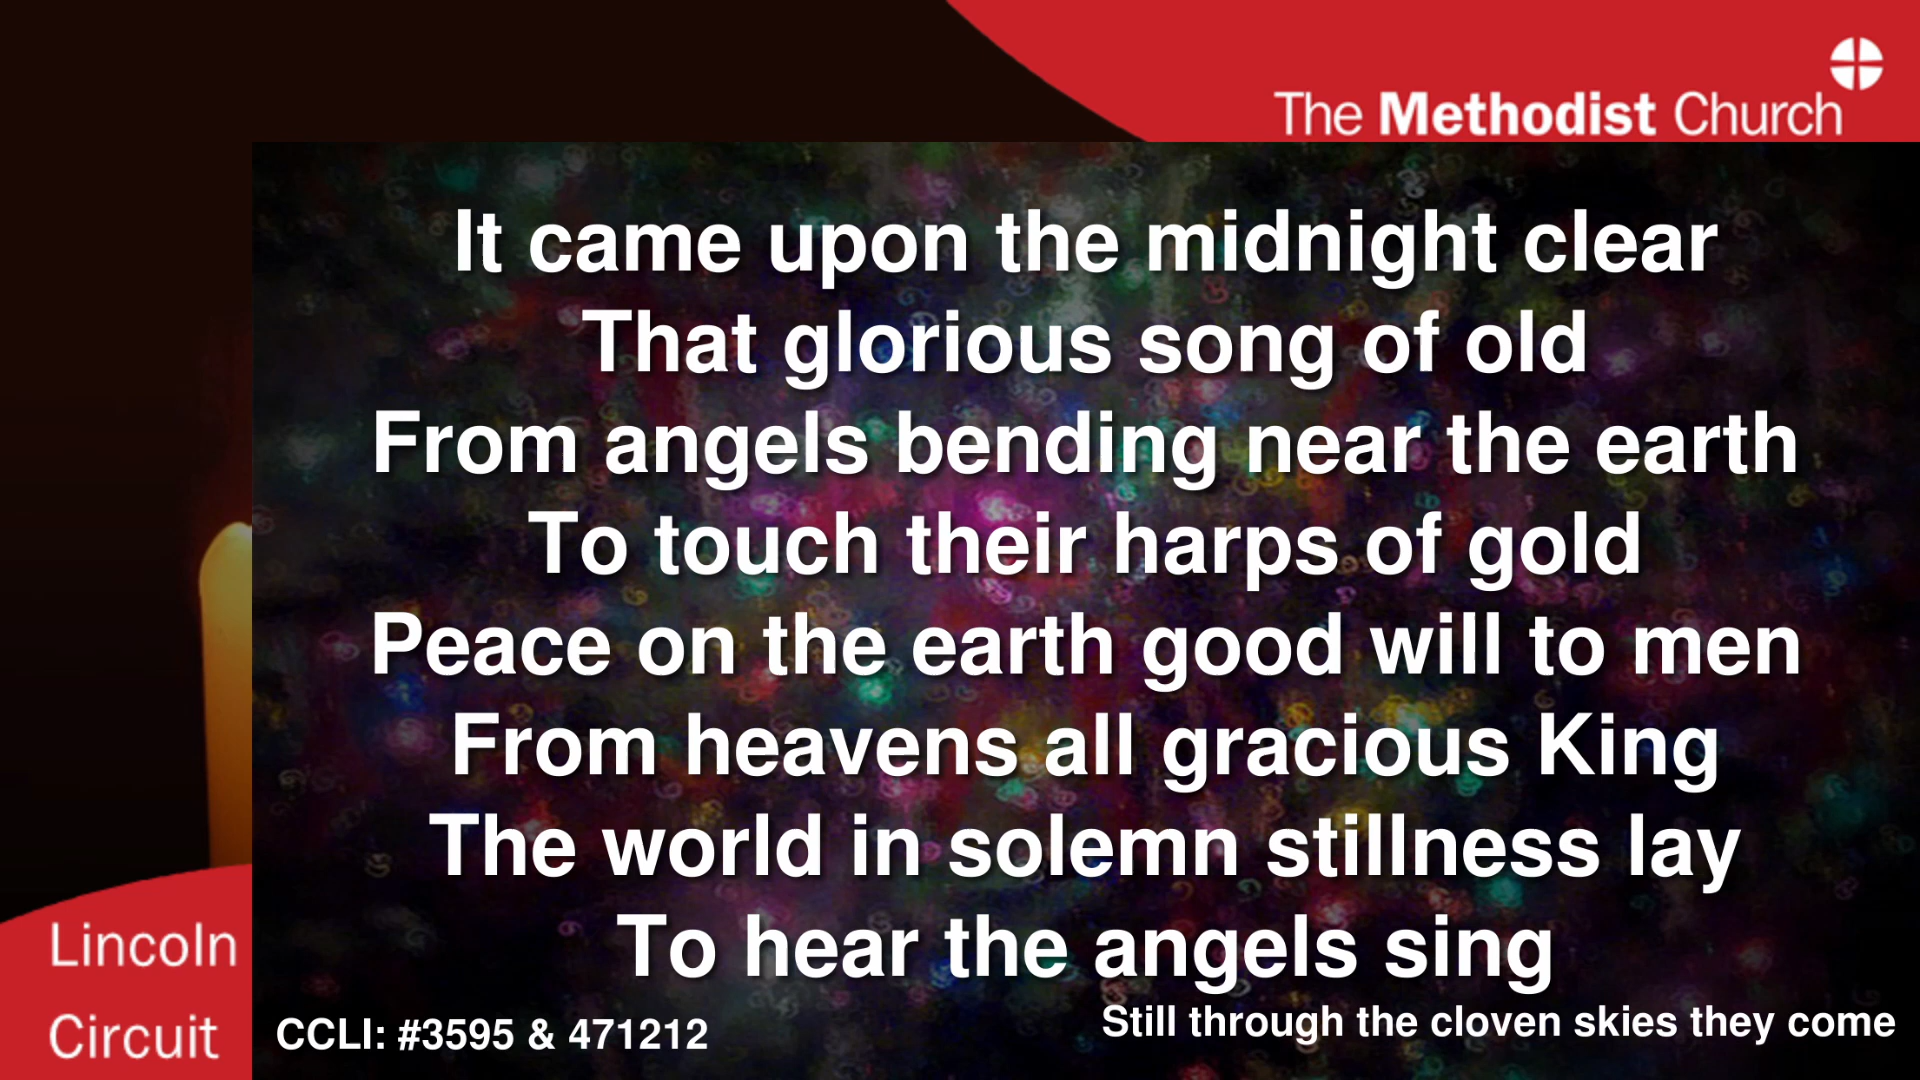 The Methodist Church
It came upon the midnight clear
That glorious song of old
From angels bending near the earth
To touch their harps of gold
Peace on the earth good will to men
From heavens all gracious King
The world in solemn stillness lay
To hear the angels sing
Still through the cloven skies they come
CCLI: #3595 & 471212
Lincoln
Circuit